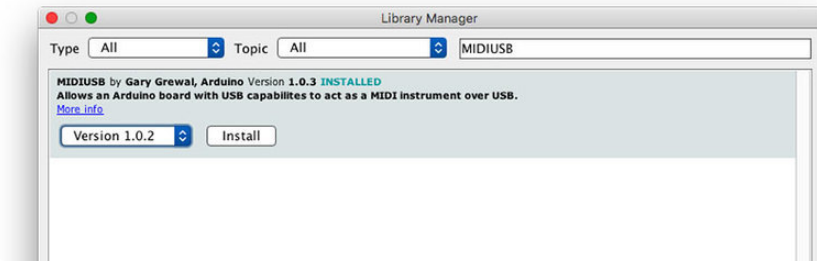 Library Manager
Type All Topic All MIDIUSB
MIDIUSB by Gary Grewal, Arduino Version 1.0.3 INSTALLED
Allows an Arduino board with USB capabilites to act as a MIDI instrument over USB.
More info
Version 1.0.2 Install